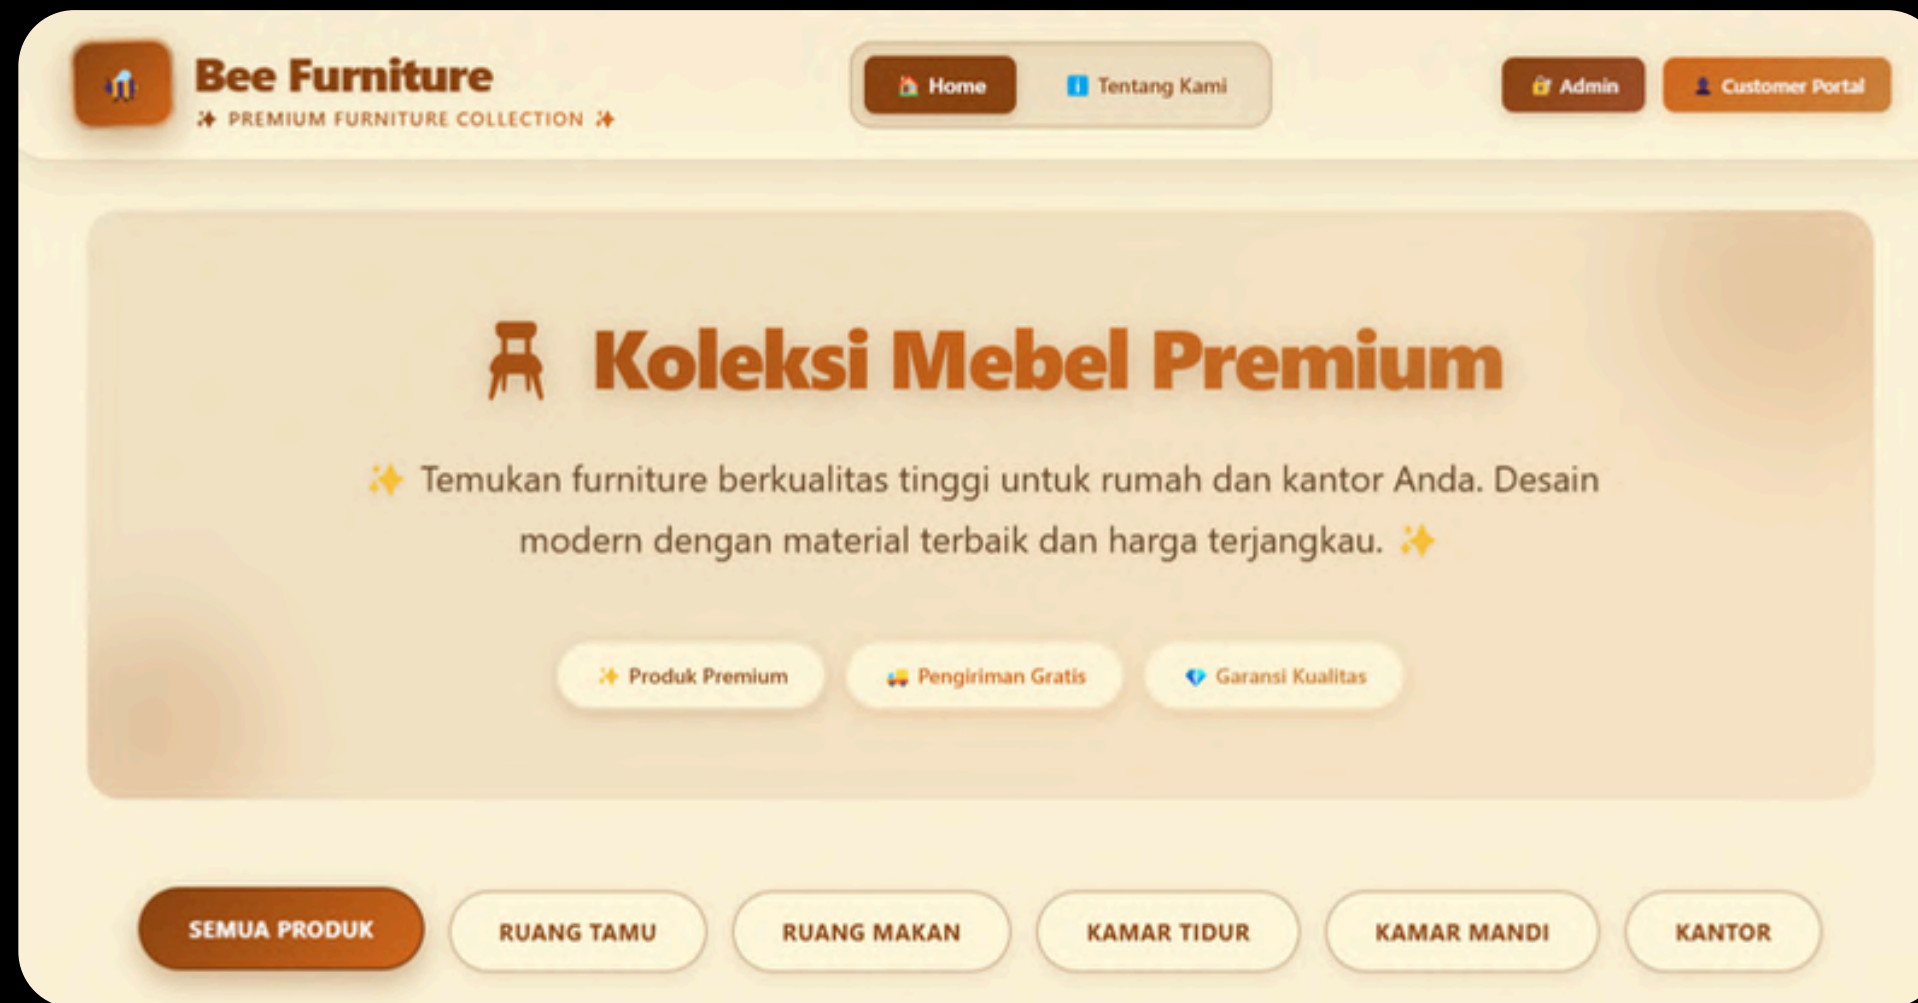 Bee Furniture
PREMIUM FURNITURE COLLECTION
Home
Tentang Kami
Admin
Customer Portal
Koleksi Mebel Premium
Temukan furniture berkualitas tinggi untuk rumah dan kantor Anda. Desain
modern dengan material terbaik dan harga terjangkau.
Produk Premium
Pengiriman Gratis
Garansi Kualitas
SEMUA PRODUK
RUANG TAMU
RUANG MAKAN
KAMAR TIDUR
KAMAR MANDI
KANTOR